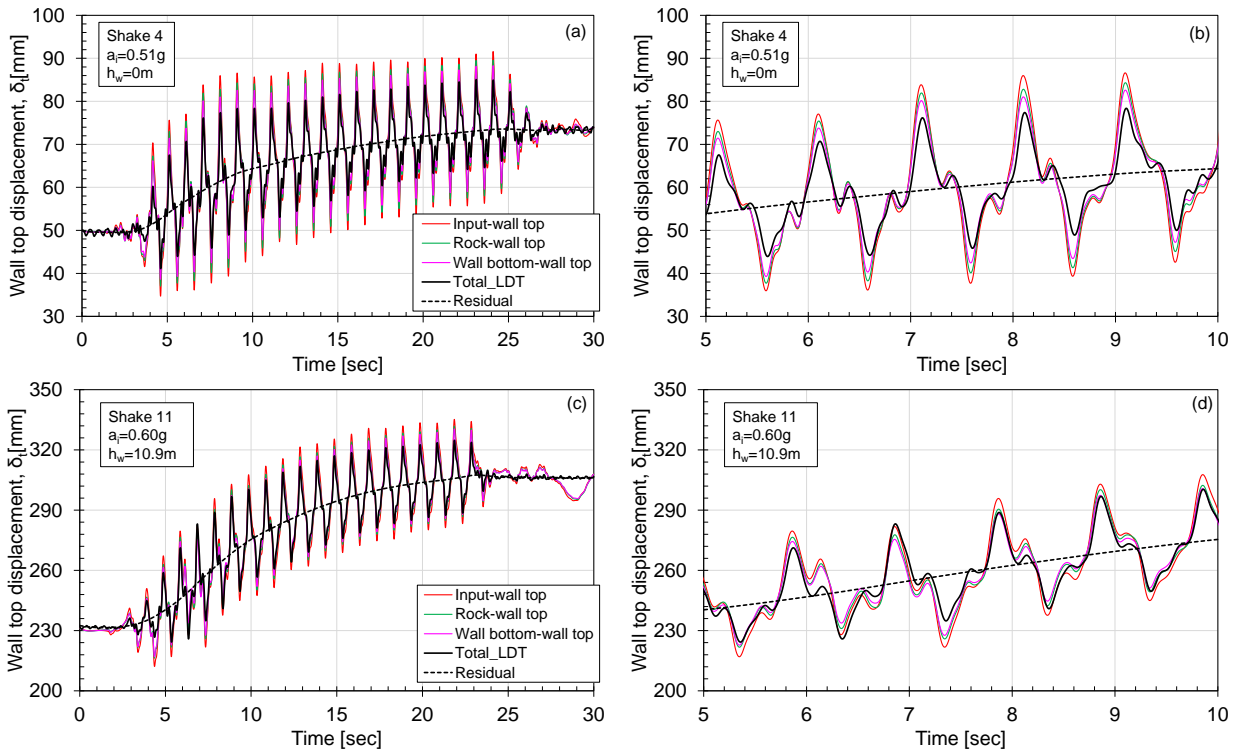 Wall top displacement, δt,[mm]
100
90
80
70
60
50
40
30
Shake 4
ai=0.51g
hw=0m
(a)
Input-wall top
Rock-wall top
Wall bottom-wall top
Total_LDT
Residual
0 5 10 15 20 25 30
Time [sec]
Wall top displacement, δt,[mm]
100
90
80
70
60
50
40
30
Shake 4
ai=0.51g
hw=0m
(b)
5 6 7 8 9 10
Time [sec]
Wall top displacement, δt,[mm]
350
320
290
260
230
200
Shake 11
ai=0.60g
hw=10.9m
(c)
Input-wall top
Rock-wall top
Wall bottom-wall top
Total_LDT
Residual
0 5 10 15 20 25 30
Time [sec]
Wall top displacement, δt,[mm]
350
320
290
260
230
200
Shake 11
ai=0.60g
hw=10.9m
(d)
5 6 7 8 9 10
Time [sec]